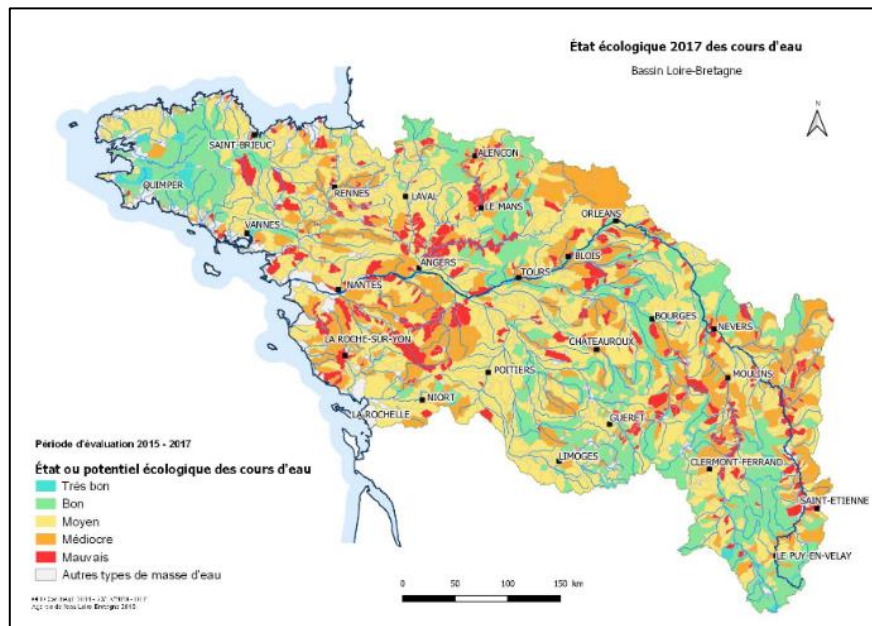 État écologique 2017 des cours d'eau
Bassin Loire-Bretagne
N
SAINT-BRIEUC
ALENCON
QUIMPER
RENNES
LAVAL
LE MANS
VANNES
ORLEANS
BLOIS
ANGERS
TOURS
NANTES
BOURGES
NEVERS
LA ROCHE-SUR-YON
CHÂTEAUROUX
MOULINS
POITIERS
NIORT
LA ROCHELLE
GUERET
LIMOGES
CLERMONT-FERRAND
SAINT-ETIENNE
LE PUY-EN-VELAY
Période d'évaluation 2015 - 2017
État ou potentiel écologique des cours d'eau
Très bon
Bon
Moyen
Médiocre
Mauvais
Autres types de masse d'eau
0 50 100 150 km